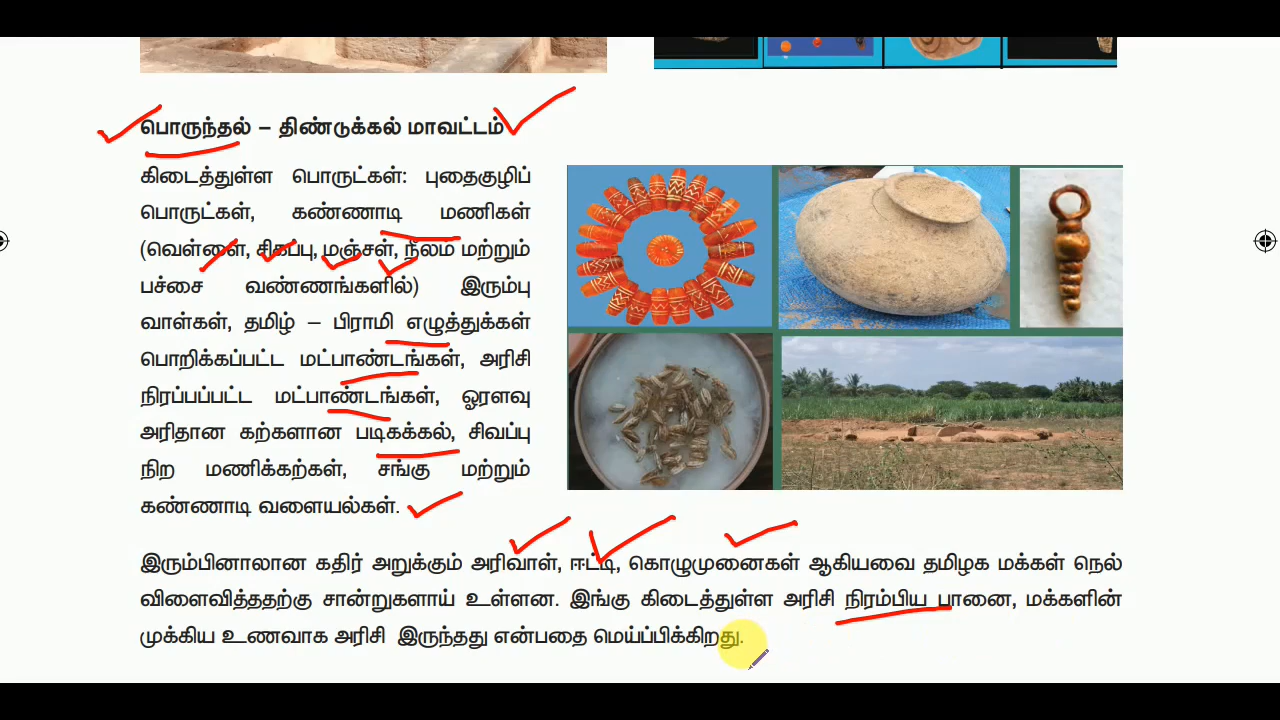 பொருந்தல் – திண்டுக்கல் மாவட்டம்
கிடைத்துள்ள பொருட்கள்: புதைகுழிப்
பொருட்கள், கண்ணாடி மணிகள்
(வெள்ளை, சிகப்பு, மஞ்சள், நீலம் மற்றும்
பச்சை வண்ணங்களில்) இரும்பு
வாள்கள், தமிழ் – பிராமி எழுத்துக்கள்
பொறிக்கப்பட்ட மட்பாண்டங்கள், அரிசி
நிரப்பப்பட்ட மட்பாண்டங்கள், ஓரளவு
அரிதான கற்களான படிகக்கல், சிவப்பு
நிற மணிக்கற்கள், சங்கு மற்றும்
கண்ணாடி வளையல்கள்.
இரும்பினாலான கதிர் அறுக்கும் அரிவாள், ஈட்டி, கொழுமுனைகள் ஆகியவை தமிழக மக்கள் நெல்
விளைவித்ததற்கு சான்றுகளாய் உள்ளன. இங்கு கிடைத்துள்ள அரிசி நிரம்பிய பானை, மக்களின்
முக்கிய உணவாக அரிசி இருந்தது என்பதை மெய்ப்பிக்கிறது.